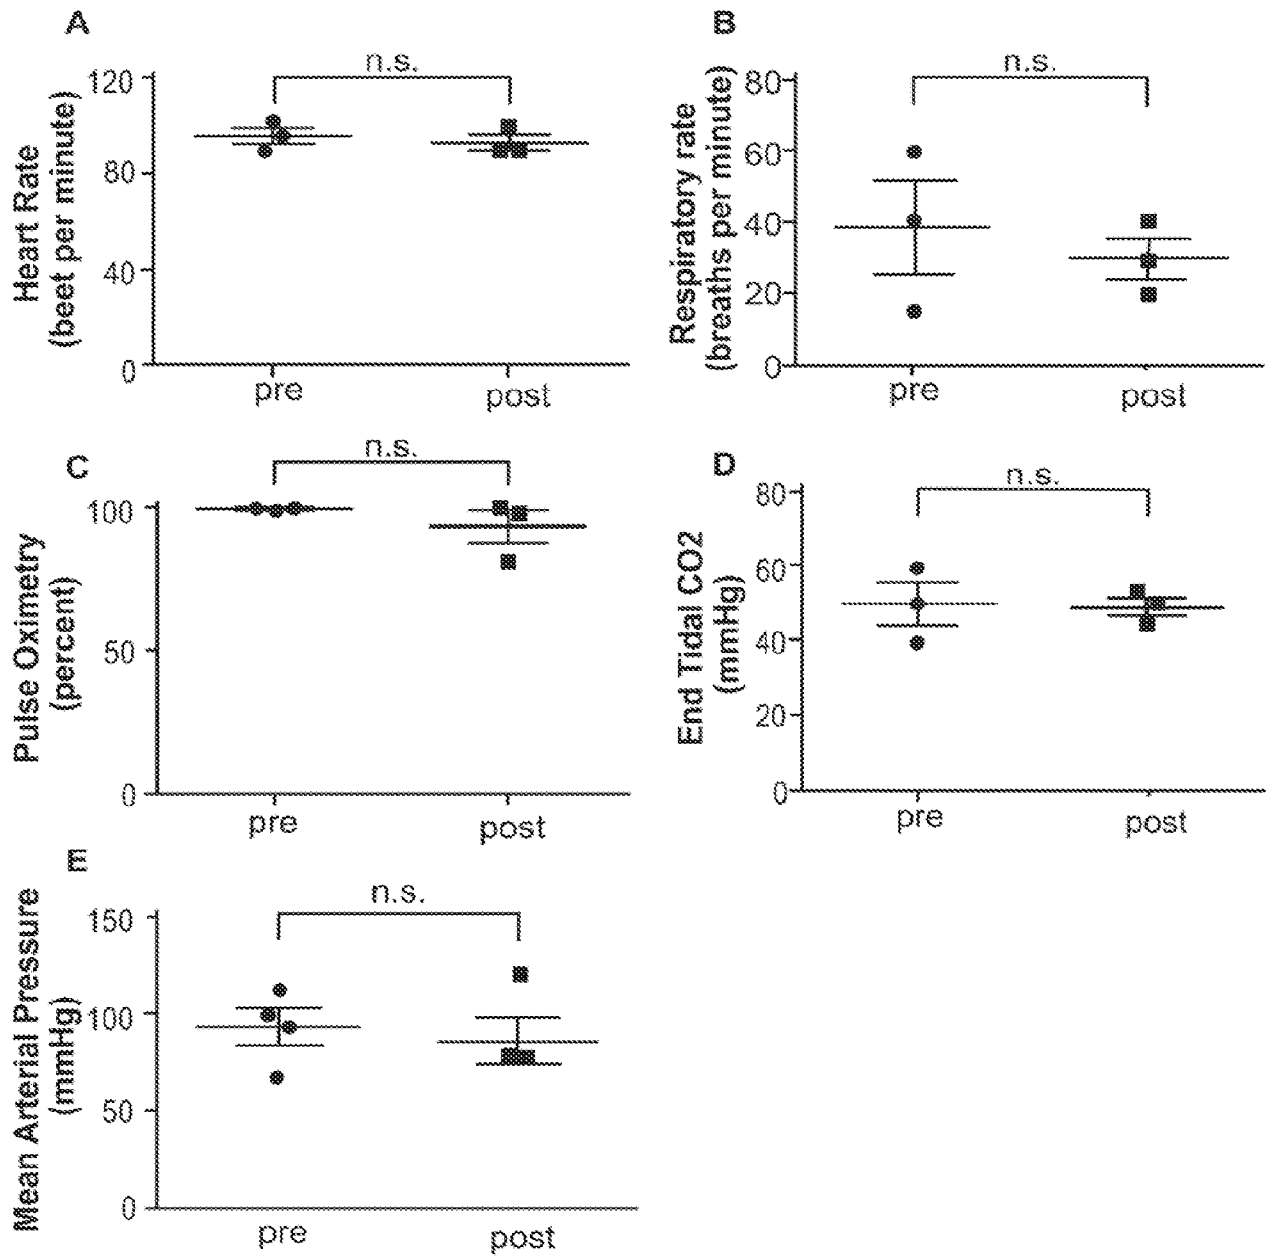 A
n.s.
Heart Rate
(beet per minute)
120
80
40
0
pre
post
B
n.s.
Respiratory rate
(breaths per minute)
80
60
40
20
0
pre
post
C
n.s.
Pulse Oximetry
(percent)
100
50
0
pre
post
D
n.s.
End Tidal CO2
(mmHg)
80
60
40
20
0
pre
post
E
n.s.
Mean Arterial Pressure
(mmHg)
150
100
50
0
pre
post